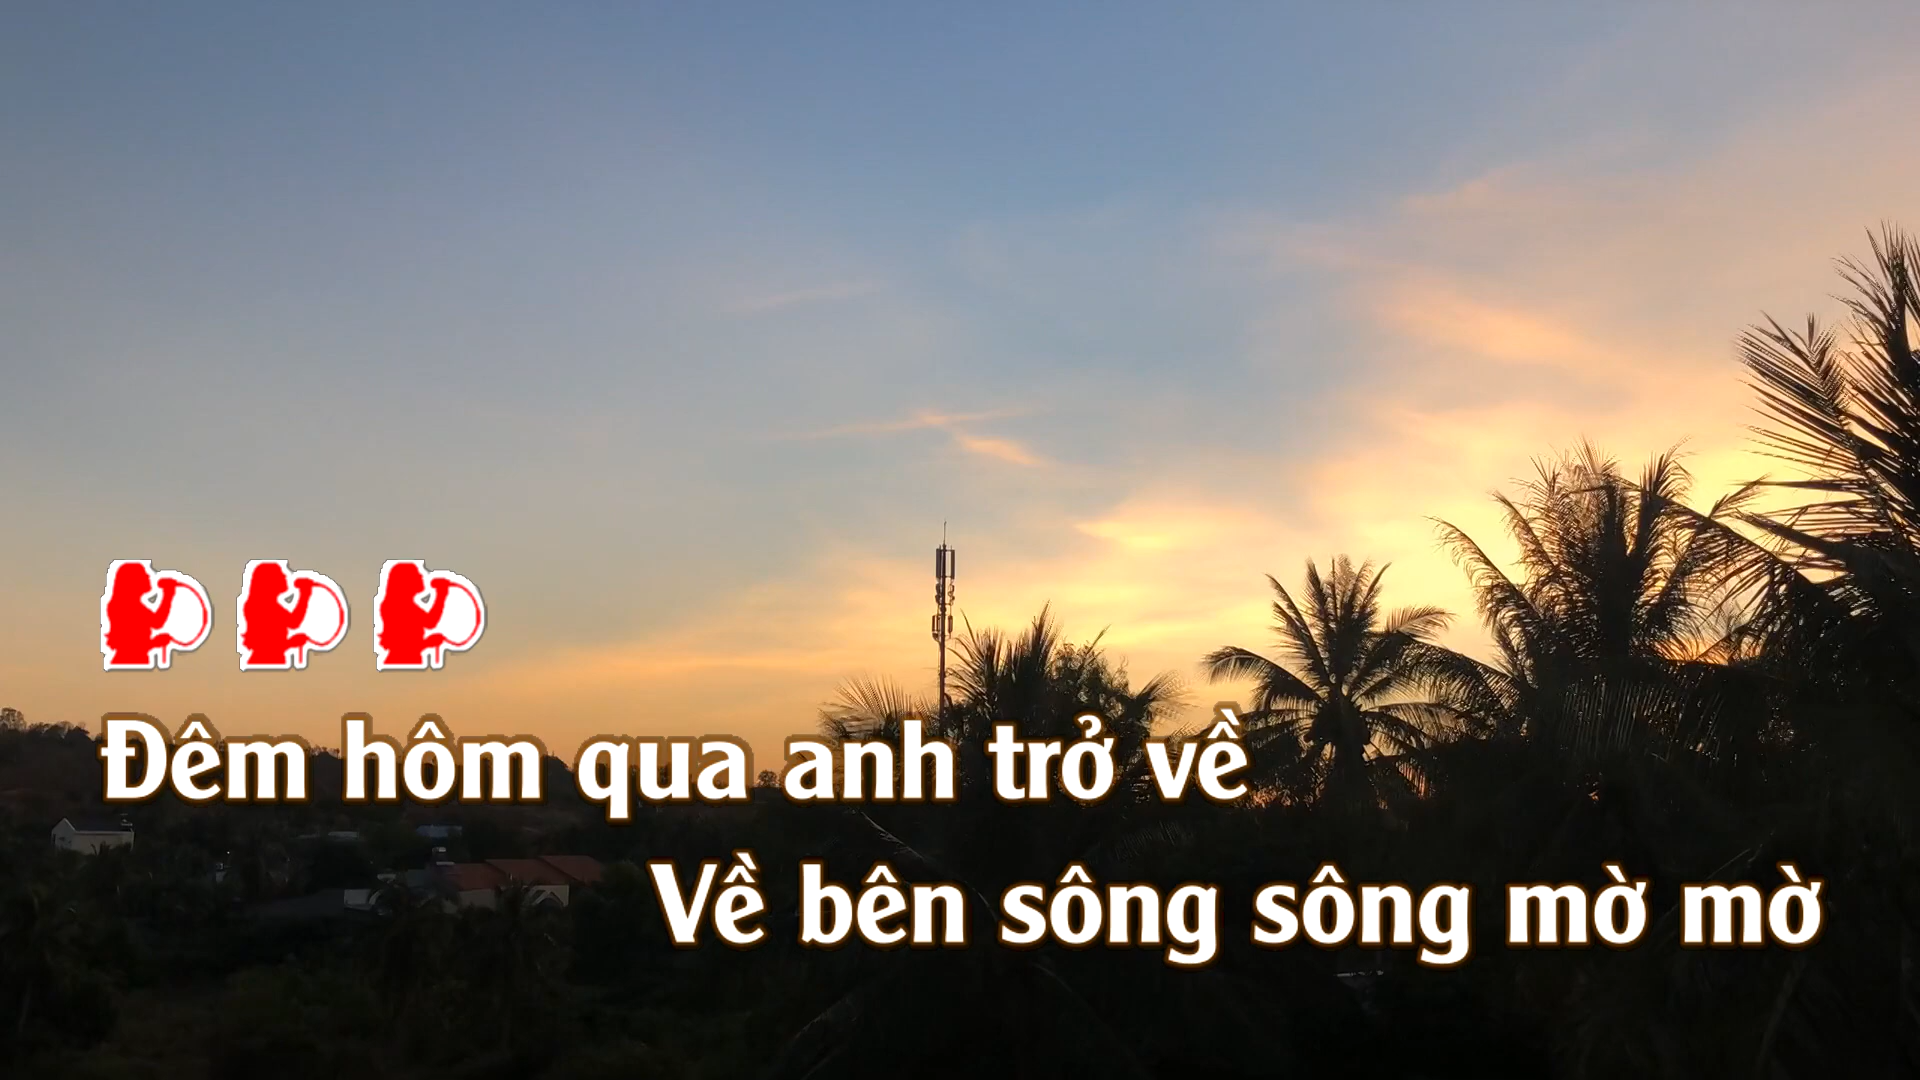 Đêm hôm qua anh trở về
Về bên sông sông mờ mờ